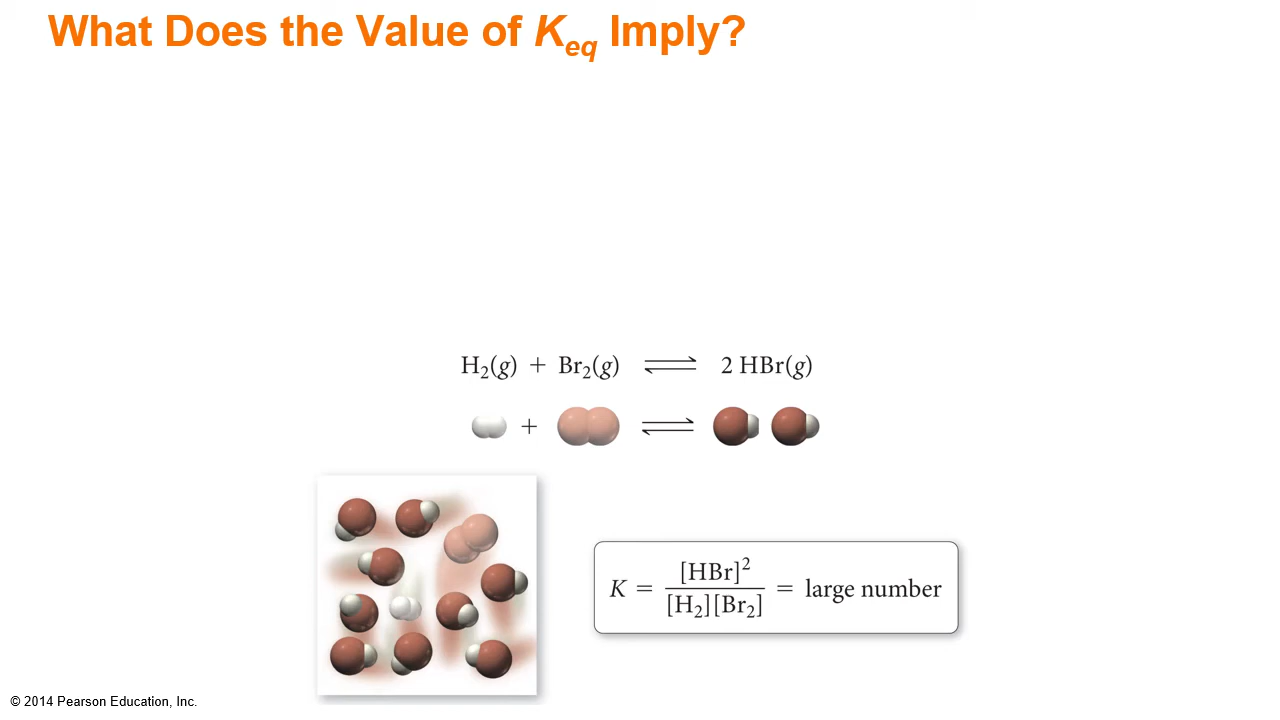 What Does the Value of Keq Imply?
H₂(g) + Br₂(g) ⇌ 2 HBr(g)
+ ⇌
K = [HBr]² / [H₂][Br₂] = large number
© 2014 Pearson Education, Inc.